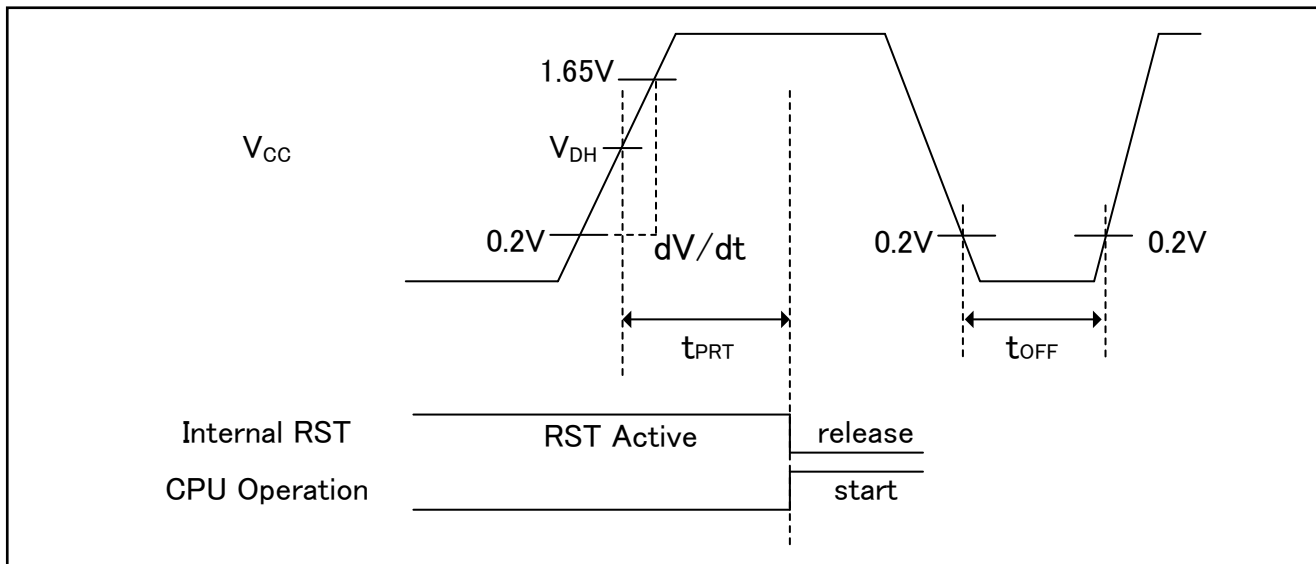 1.65V
VCC
VDH
0.2V
dV/dt
0.2V
0.2V
tPRT
tOFF
Internal RST
RST Active
release
CPU Operation
start